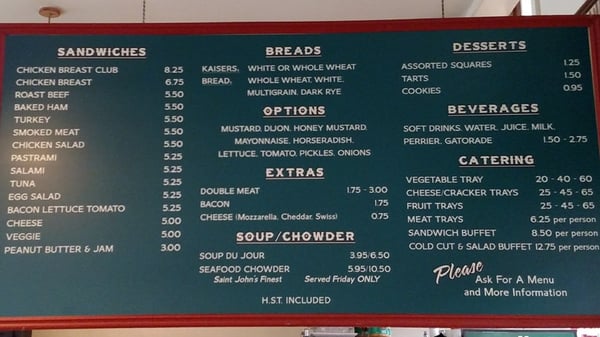 SANDWICHES
CHICKEN BREAST CLUB 8.25
CHICKEN BREAST 6.75
ROAST BEEF 5.50
BAKED HAM 5.50
TURKEY 5.50
SMOKED MEAT 5.50
CHICKEN SALAD 5.50
PASTRAMI 5.25
SALAMI 5.25
TUNA 5.25
EGG SALAD 5.25
BACON LETTUCE TOMATO 5.25
CHEESE 5.00
VEGGIE 5.00
PEANUT BUTTER & JAM 3.00
BREADS
KAISERS, WHITE OR WHOLE WHEAT
BREAD, WHOLE WHEAT, WHITE,
MULTIGRAIN, DARK RYE
OPTIONS
MUSTARD, DIJON, HONEY MUSTARD,
MAYONNAISE, HORSERADISH,
LETTUCE, TOMATO, PICKLES, ONIONS
EXTRAS
DOUBLE MEAT 1.75 - 3.00
BACON 1.50
CHEESE (Mozzarella, Cheddar, Swiss) 0.75
SOUP/CHOWDER
SOUP DU JOUR 3.95/6.50
SEAFOOD CHOWDER 5.95/10.50
Saint John's Finest Served Friday ONLY
H.S.T. INCLUDED
DESSERTS
ASSORTED SQUARES 1.25
TARTS 1.50
COOKIES 0.95
BEVERAGES
SOFT DRINKS, WATER, JUICE, MILK,
PERRIER, GATORADE 1.50 - 2.75
CATERING
VEGETABLE TRAY 20 - 40 - 60
CHEESE/CRACKER TRAYS 25 - 45 - 65
FRUIT TRAYS 25 - 45 - 65
MEAT TRAYS 6.25 per person
SANDWICH BUFFET 8.50 per person
COLD CUT & SALAD BUFFET 12.75 per person
Please
Ask For A Menu
and More Information